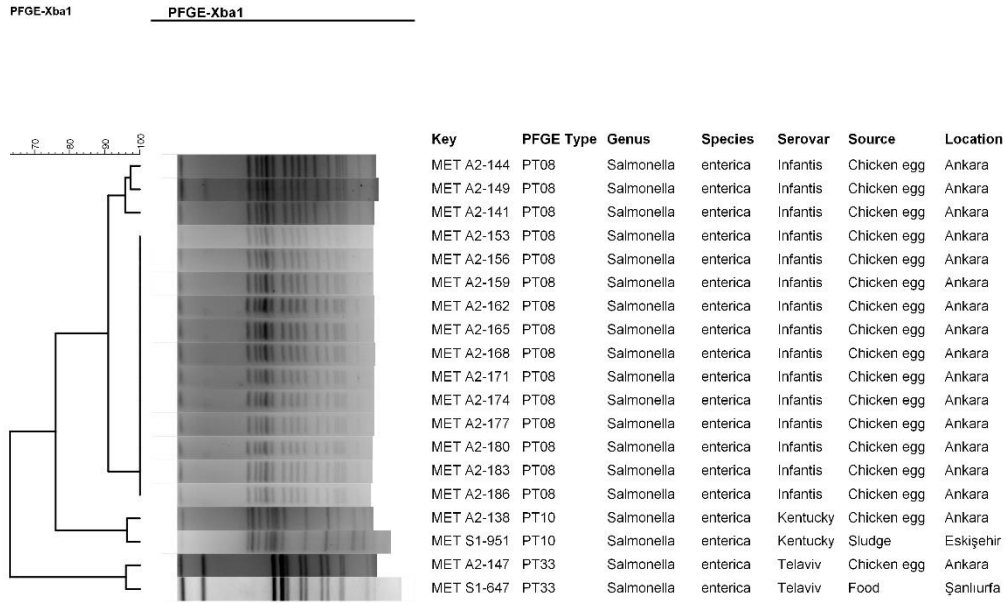 PFGE-Xba1 PFGE-Xba1
70 80 90 100
Key PFGE Type Genus Species Serovar Source Location
MET A2-144 PT08 Salmonella enterica Infantis Chicken egg Ankara
MET A2-149 PT08 Salmonella enterica Infantis Chicken egg Ankara
MET A2-141 PT08 Salmonella enterica Infantis Chicken egg Ankara
MET A2-153 PT08 Salmonella enterica Infantis Chicken egg Ankara
MET A2-156 PT08 Salmonella enterica Infantis Chicken egg Ankara
MET A2-159 PT08 Salmonella enterica Infantis Chicken egg Ankara
MET A2-162 PT08 Salmonella enterica Infantis Chicken egg Ankara
MET A2-165 PT08 Salmonella enterica Infantis Chicken egg Ankara
MET A2-168 PT08 Salmonella enterica Infantis Chicken egg Ankara
MET A2-171 PT08 Salmonella enterica Infantis Chicken egg Ankara
MET A2-174 PT08 Salmonella enterica Infantis Chicken egg Ankara
MET A2-177 PT08 Salmonella enterica Infantis Chicken egg Ankara
MET A2-180 PT08 Salmonella enterica Infantis Chicken egg Ankara
MET A2-183 PT08 Salmonella enterica Infantis Chicken egg Ankara
MET A2-186 PT08 Salmonella enterica Infantis Chicken egg Ankara
MET A2-138 PT10 Salmonella enterica Kentucky Chicken egg Ankara
MET S1-951 PT10 Salmonella enterica Kentucky Sludge Eskişehir
MET A2-147 PT33 Salmonella enterica Telaviv Chicken egg Ankara
MET S1-647 PT33 Salmonella enterica Telaviv Food Şanlıurfa